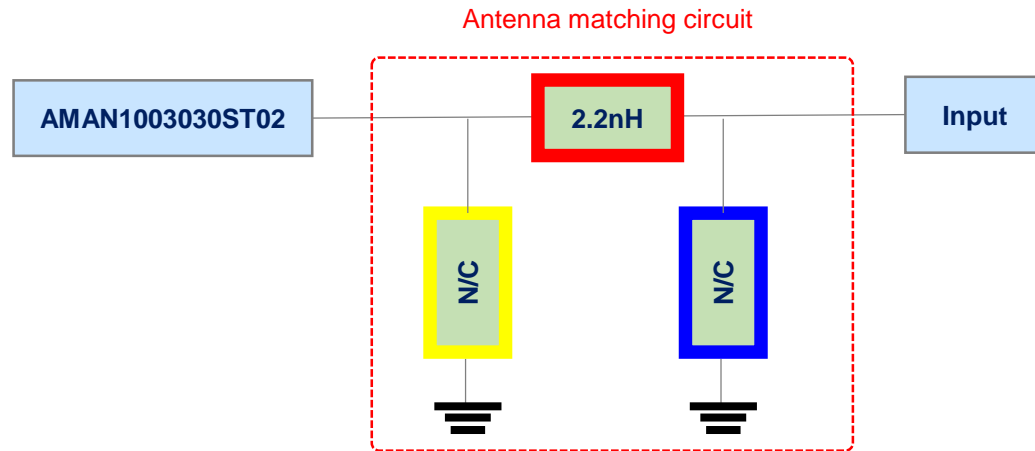 Antenna matching circuit
AMAN1003030ST02
2.2nH
Input
N/C
N/C